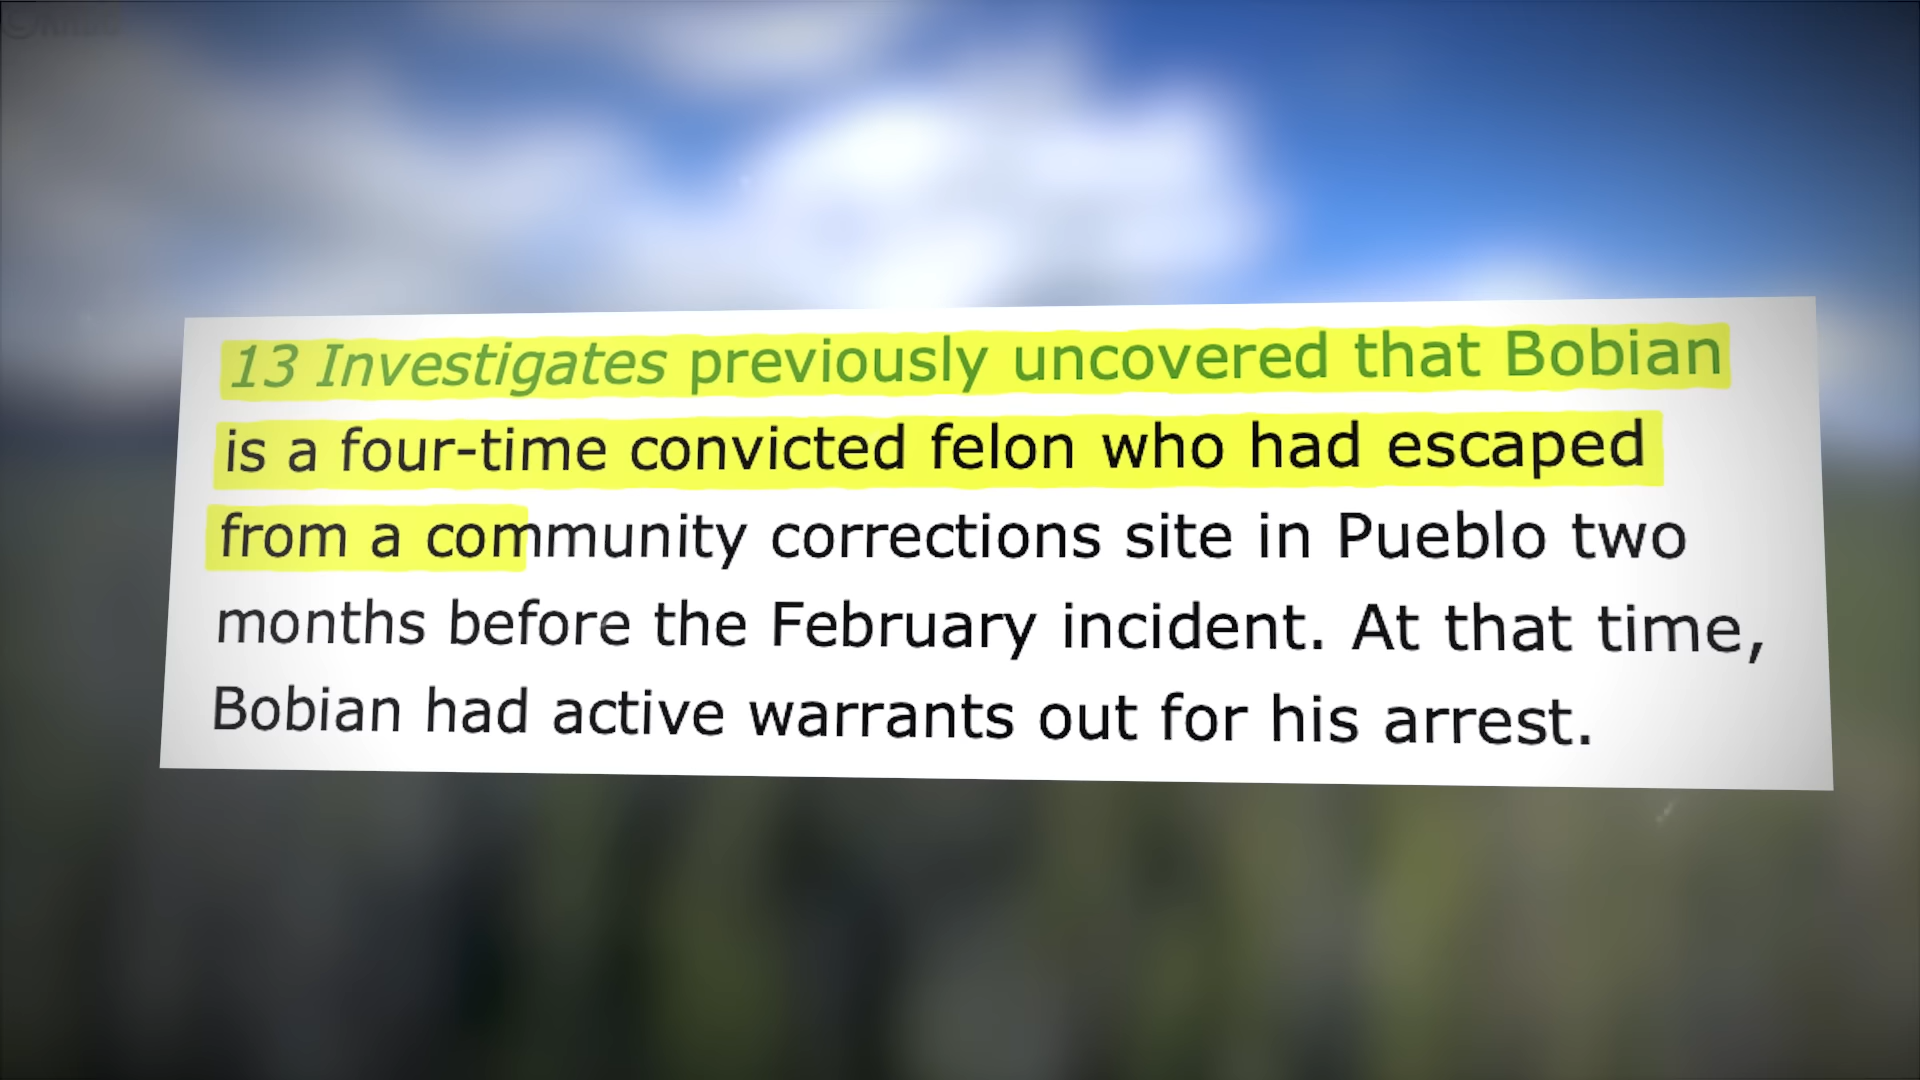 13 Investigates previously uncovered that Bobian
is a four-time convicted felon who had escaped
from a community corrections site in Pueblo two
months before the February incident. At that time,
Bobian had active warrants out for his arrest.